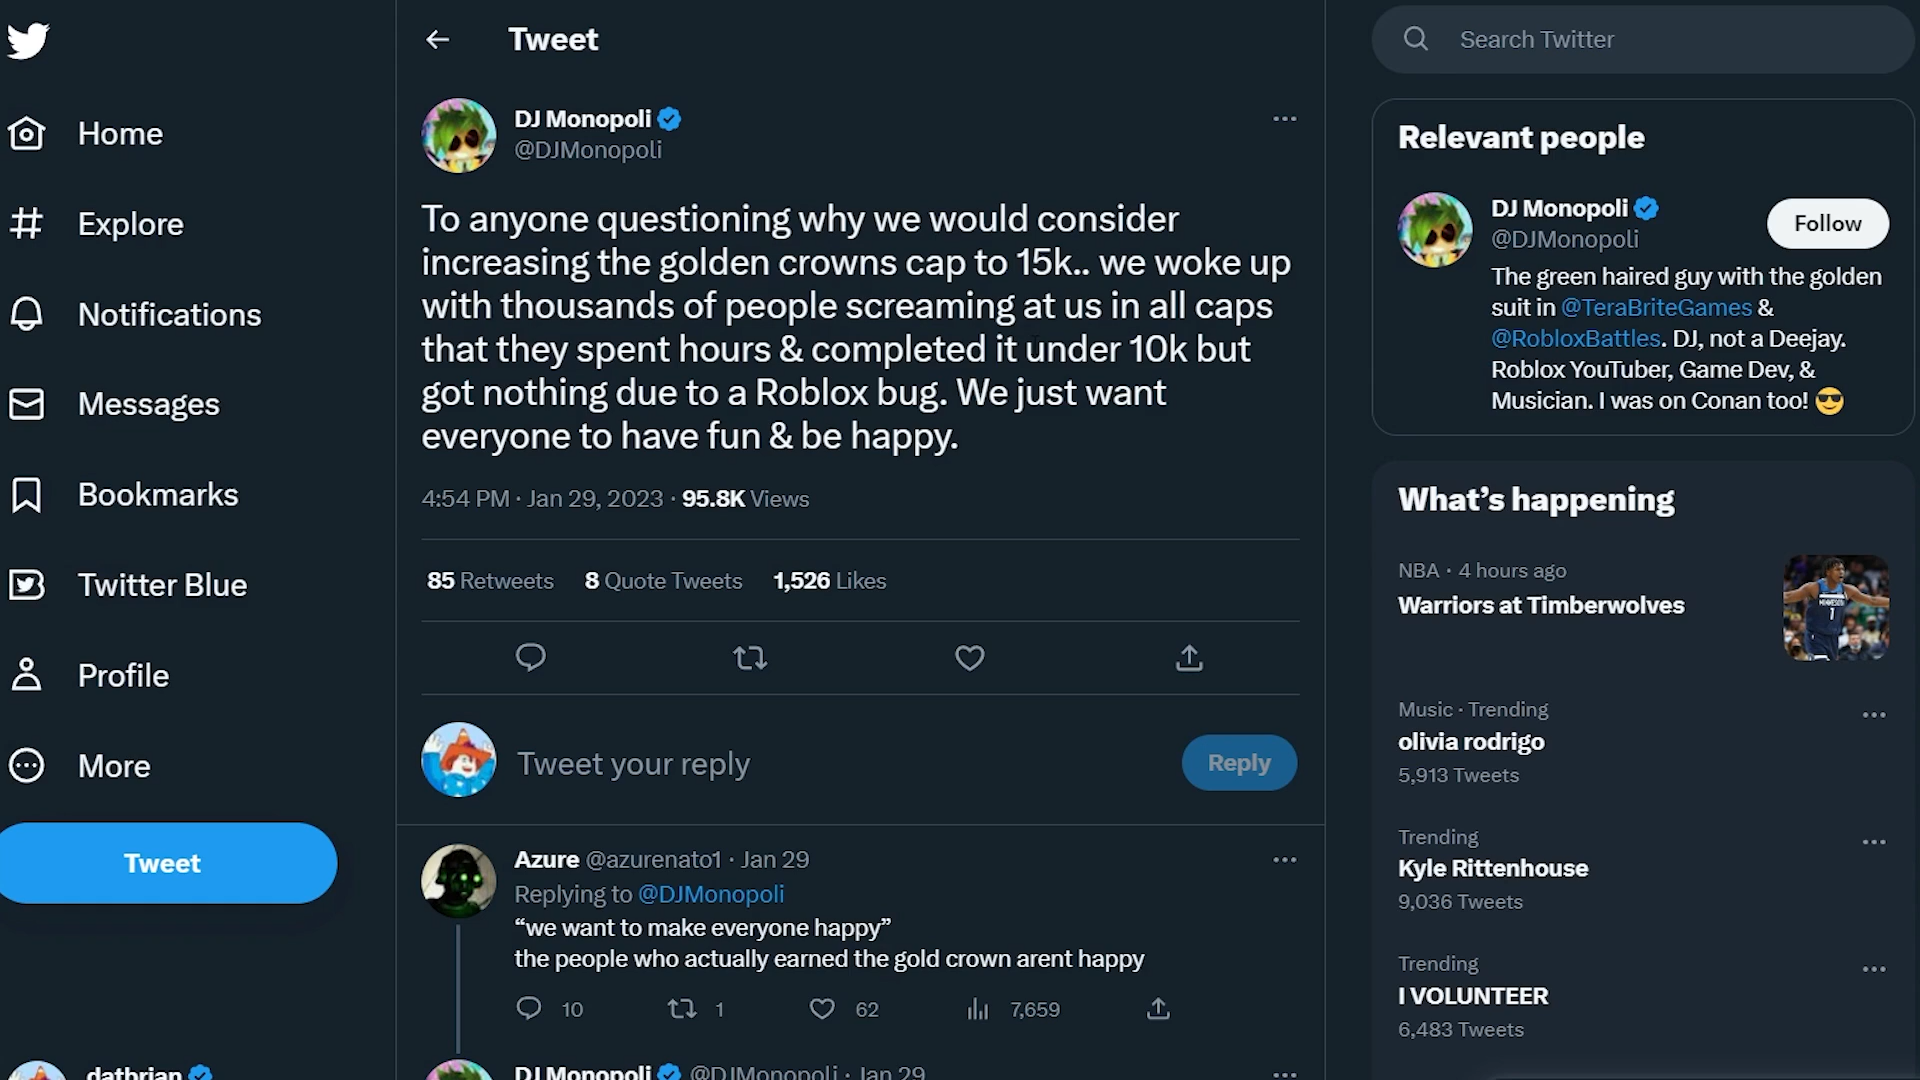 Home
Explore
Notifications
Messages
Bookmarks
Twitter Blue
Profile
More
Tweet
datbrian
Tweet
DJ Monopoli
@DJMonopoli
To anyone questioning why we would consider
increasing the golden crowns cap to 15k.. we woke up
with thousands of people screaming at us in all caps
that they spent hours & completed it under 10k but
got nothing due to a Roblox bug. We just want
everyone to have fun & be happy.
4:54 PM · Jan 29, 2023 · 95.8K Views
85 Retweets 8 Quote Tweets 1,526 Likes
Tweet your reply
Reply
Azure @azurenato1 · Jan 29
Replying to @DJMonopoli
“we want to make everyone happy”
the people who actually earned the gold crown arent happy
10 1 62 7,659
DJ Monopoli @DJMonopoli · Jan 29
Search Twitter
Relevant people
DJ Monopoli
@DJMonopoli
Follow
The green haired guy with the golden
suit in @TeraBriteGames &
@RobloxBattles. DJ, not a Deejay.
Roblox YouTuber, Game Dev, &
Musician. I was on Conan too! 😎
What’s happening
NBA · 4 hours ago
Warriors at Timberwolves
MINNESOTA
1
Music · Trending
olivia rodrigo
5,913 Tweets
Trending
Kyle Rittenhouse
9,036 Tweets
Trending
I VOLUNTEER
6,483 Tweets